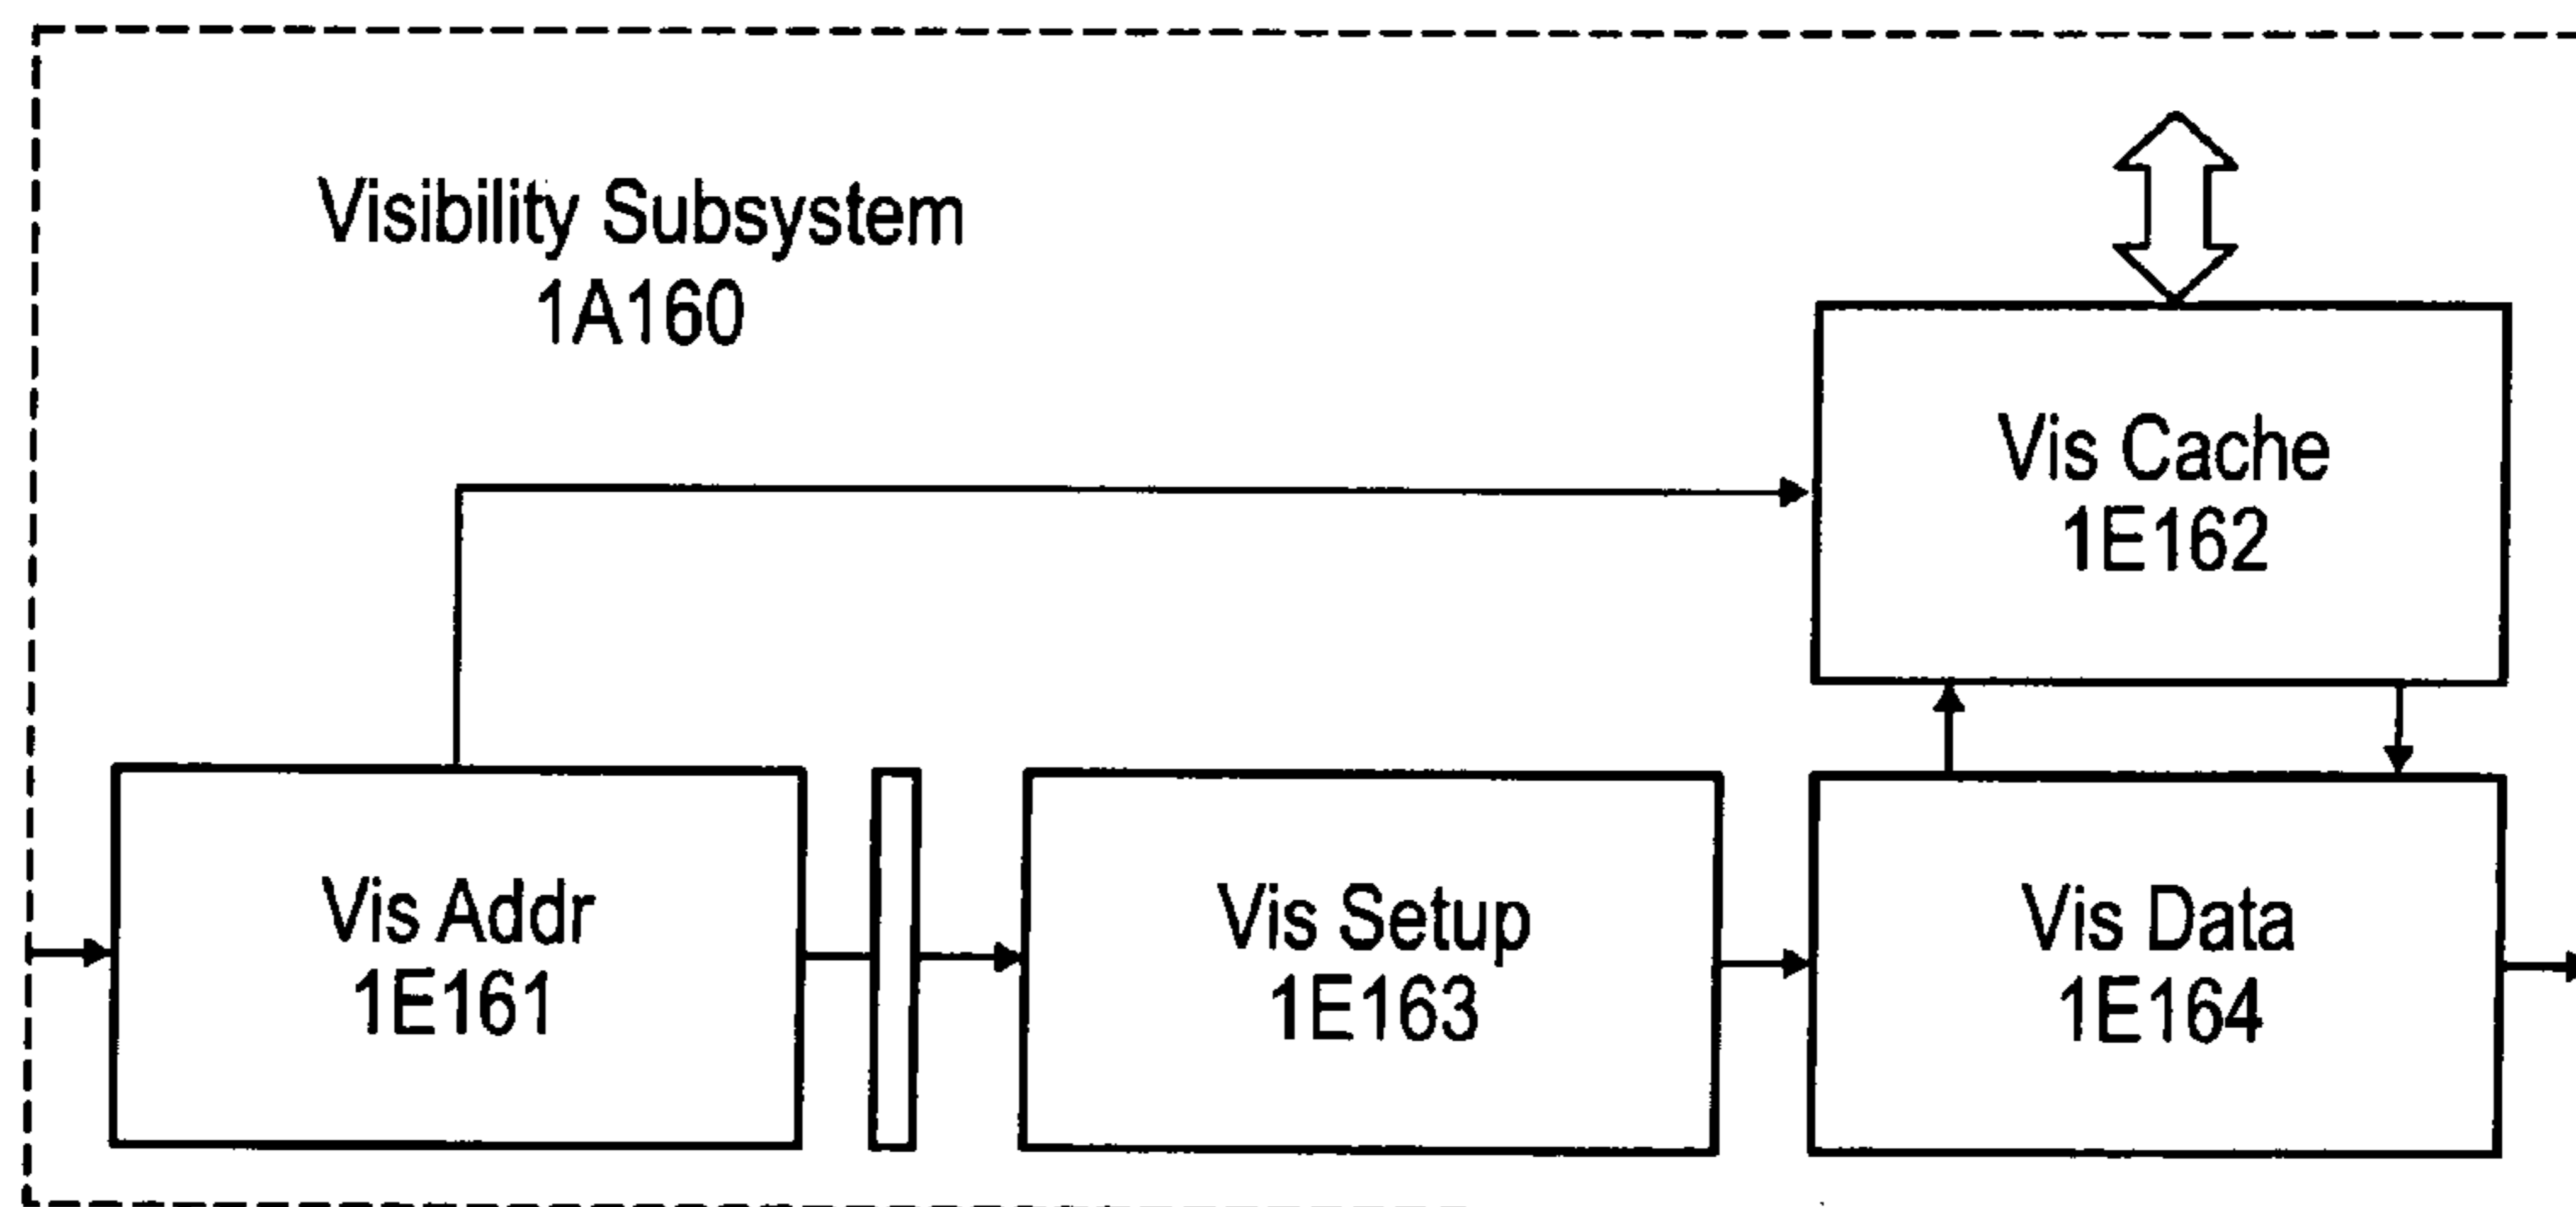 Visibility Subsystem
1A160
Vis Cache
1E162
Vis Addr
1E161
Vis Setup
1E163
Vis Data
1E164